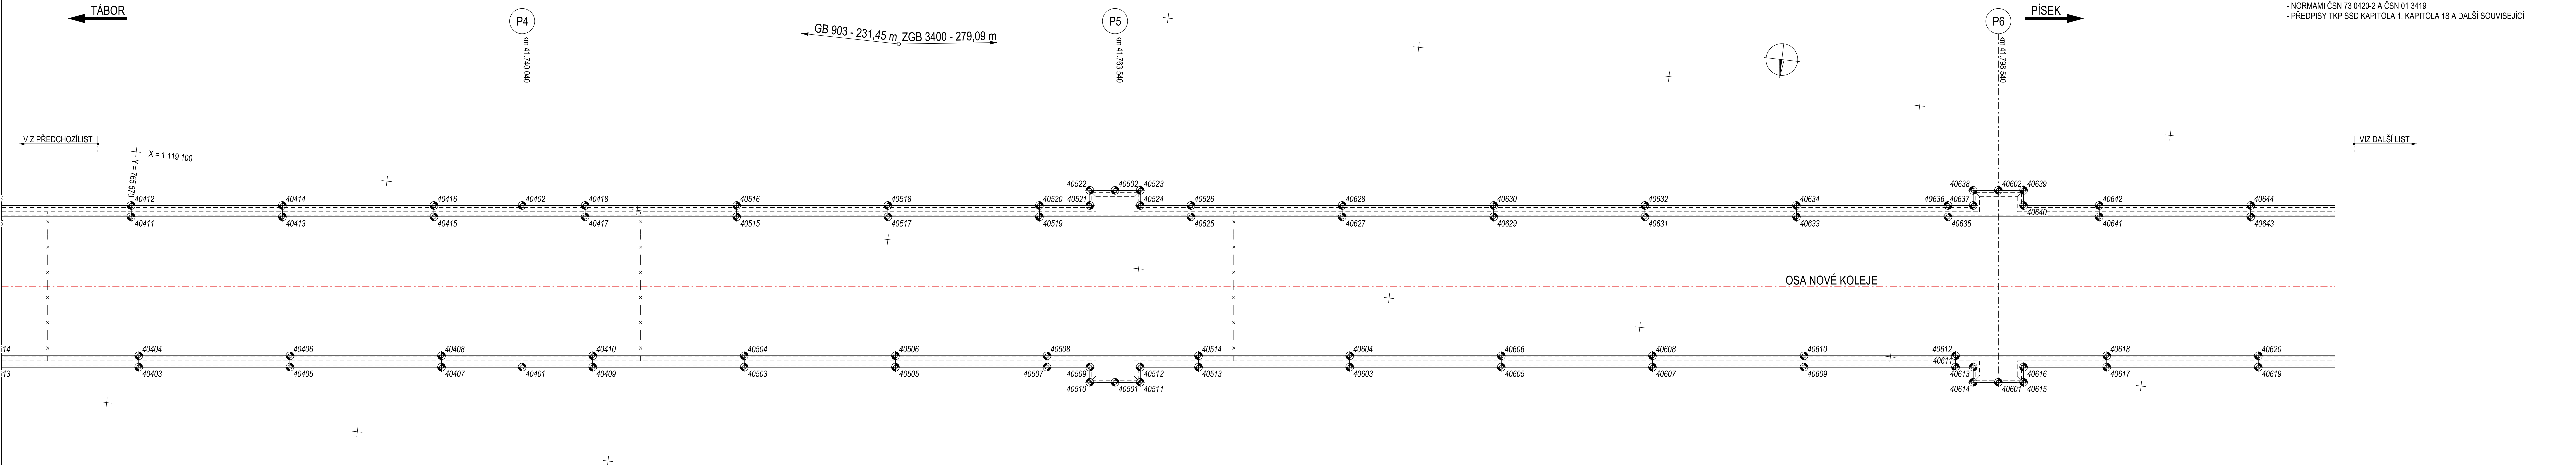 TÁBOR
P4
km 41,740 040
GB 903 - 231,45 m
ZGB 3400 - 279,09 m
P5
km 41,763 540
P6
km 41,798 540
PÍSEK
- NORMAMI ČSN 73 0420-2 A ČSN 01 3419
- PŘEDPISY TKP SSD KAPITOLA 1, KAPITOLA 18 A DALŠÍ SOUVISEJÍCÍ
VIZ PŘEDCHOZÍ LIST
X = 1 119 100
Y = 765 570
VIZ DALŠÍ LIST
40522 40502 40523 40638 40602 40639
40412 40414 40416 40402 40418 40516 40518 40520 40521 40524 40526 40628 40630 40632 40634 40636 40637 40642 40644
40640
40411 40413 40415 40417 40515 40517 40519 40525 40627 40629 40631 40633 40635 40641 40643
OSA NOVÉ KOLEJE
14 40404 40406 40408 40410 40504 40506 40508 40514 40604 40606 40608 40610 40612 40618 40620
40611
13 40403 40405 40407 40401 40409 40503 40505 40507 40509 40512 40513 40603 40605 40607 40609 40613 40616 40617 40619
40510 40501 40511 40614 40601 40615